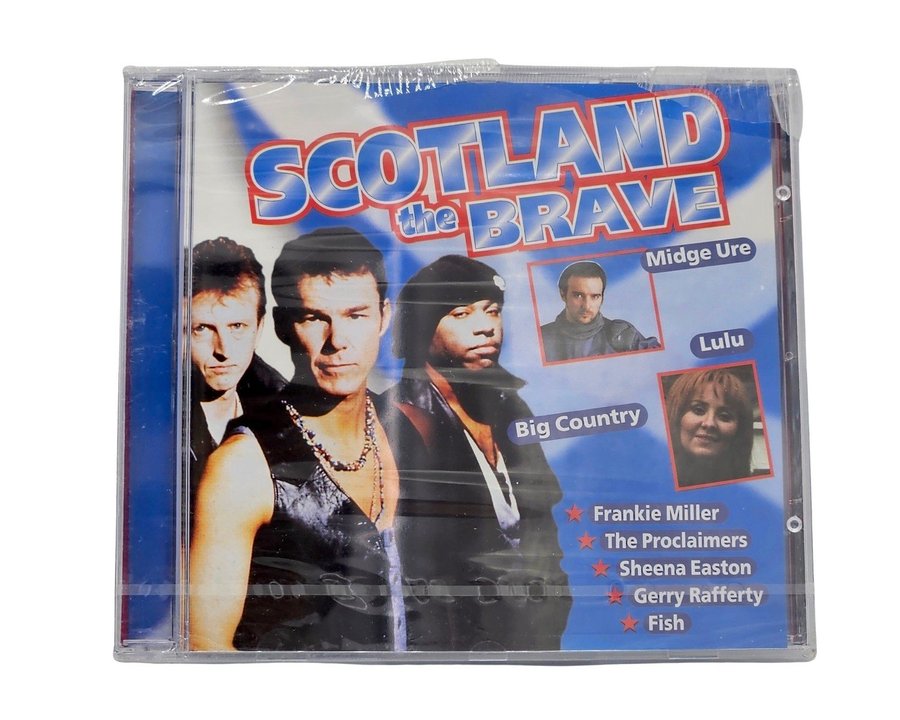 SCOTLAND
the BRAVE
Midge Ure
Lulu
Big Country
Frankie Miller
The Proclaimers
Sheena Easton
Gerry Rafferty
Fish